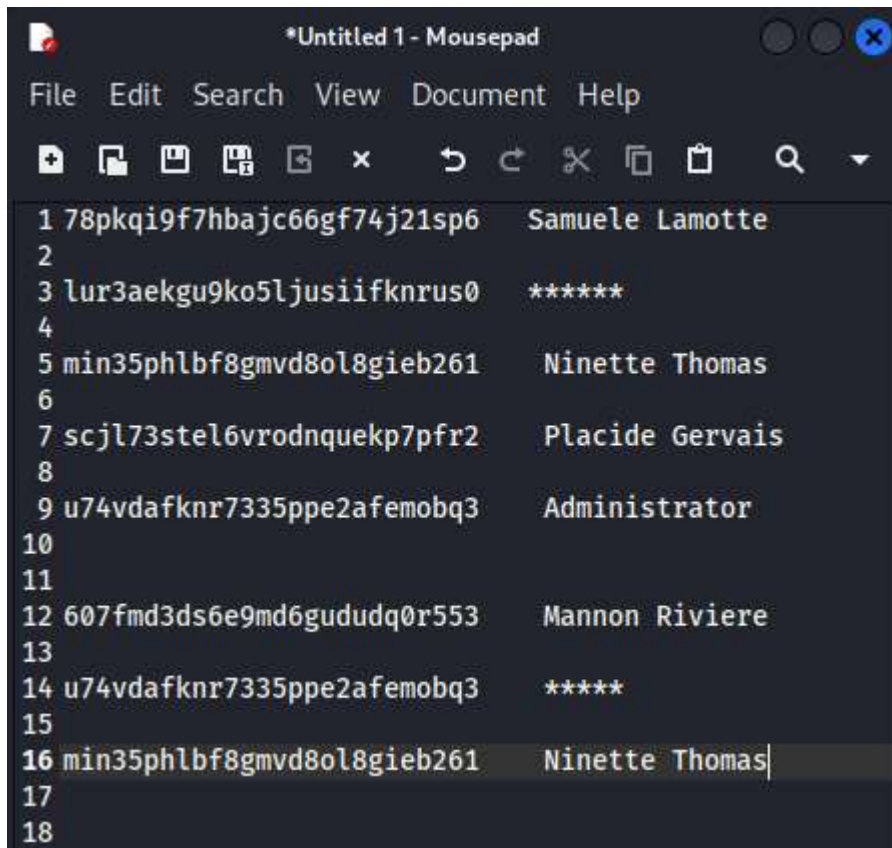 *Untitled 1 - Mousepad
File Edit Search View Document Help
1 78pkqi9f7hbajc66gf74j21sp6 Samuele Lamotte
2
3 lur3aekgu9ko5ljusiifknrus0 ******
4
5 min35phlbf8gmvd8ol8gieb261 Ninette Thomas
6
7 scjl73stel6vrodnquekp7pfr2 Placide Gervais
8
9 u74vdafknr7335ppe2afemobq3 Administrator
10
11
12 607fmd3ds6e9md6gududq0r553 Mannon Riviere
13
14 u74vdafknr7335ppe2afemobq3 *****
15
16 min35phlbf8gmvd8ol8gieb261 Ninette Thomas
17
18